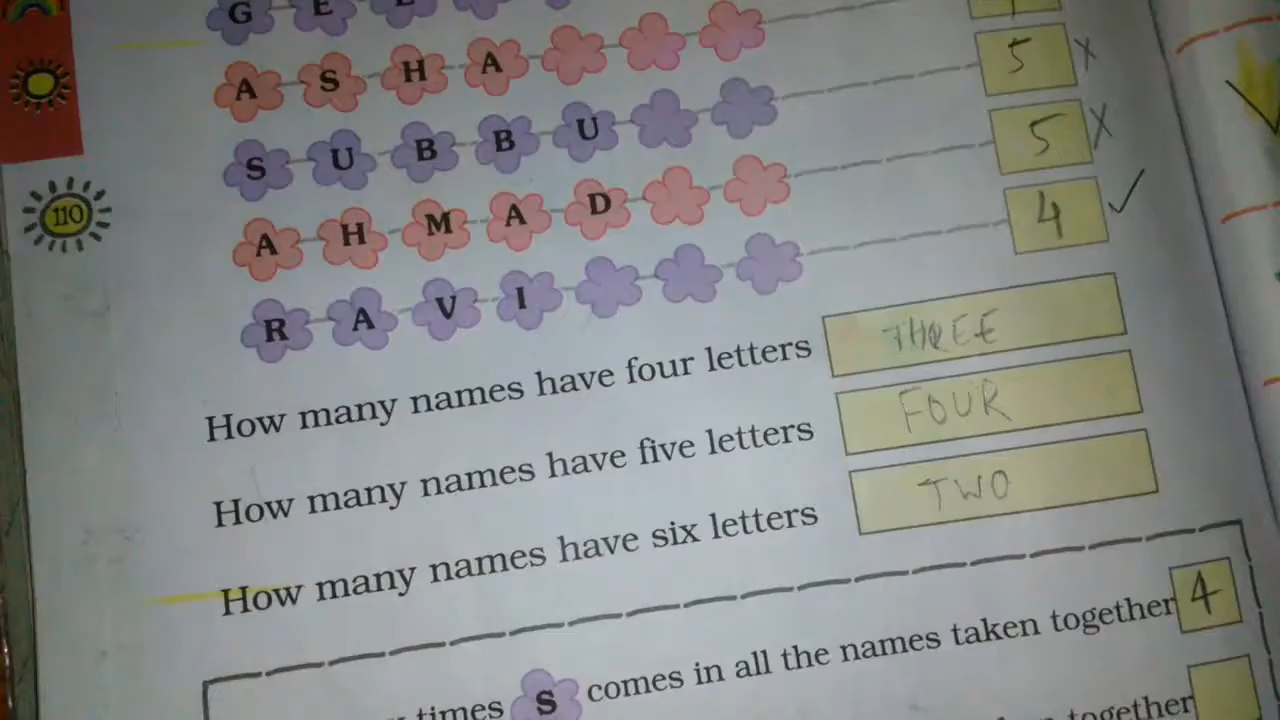 G E
A S H A
5 x
S U B B U
5 x
110
A H M A D
4 ✓
R A V I
How many names have four letters THREE
How many names have five letters FOUR
How many names have six letters TWO
times S comes in all the names taken together 4
together